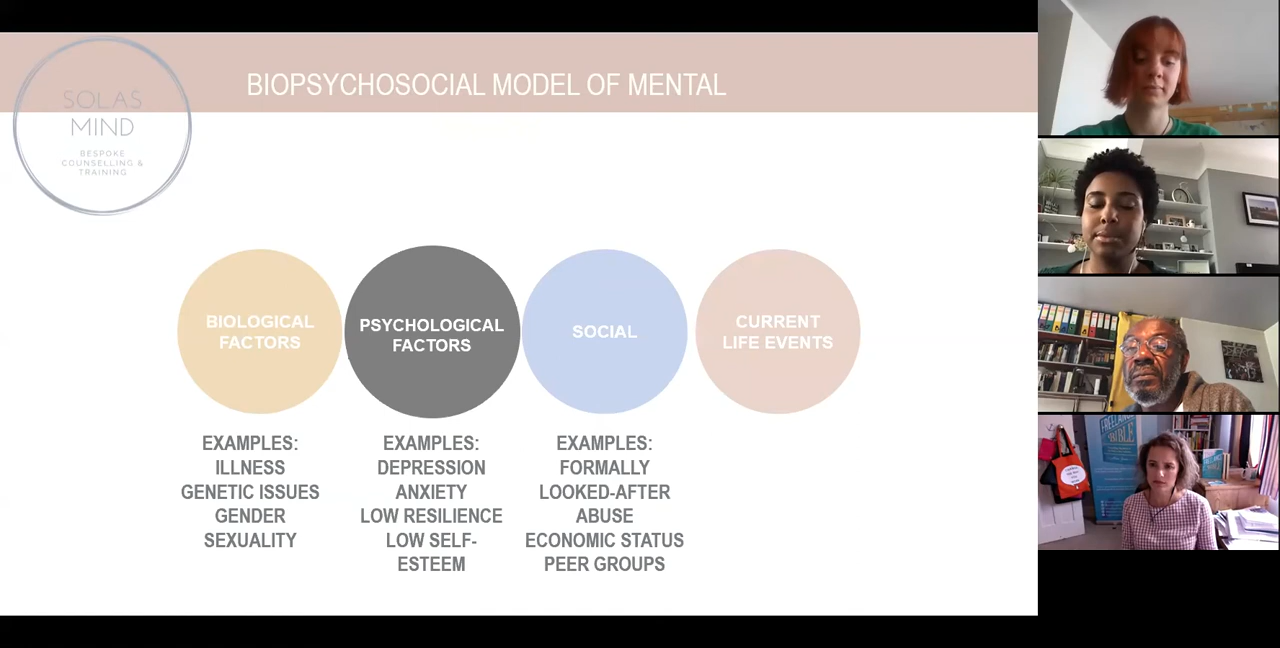 BIOPSYCHOSOCIAL MODEL OF MENTAL
SOLAS
MIND
BESPOKE
COUNSELLING &
TRAINING
BIOLOGICAL
FACTORS
PSYCHOLOGICAL
FACTORS
SOCIAL
CURRENT
LIFE EVENTS
EXAMPLES:
ILLNESS
GENETIC ISSUES
GENDER
SEXUALITY
EXAMPLES:
DEPRESSION
ANXIETY
LOW RESILIENCE
LOW SELF-
ESTEEM
EXAMPLES:
FORMALLY
LOOKED-AFTER
ABUSE
ECONOMIC STATUS
PEER GROUPS
FREELANCE
BIBLE